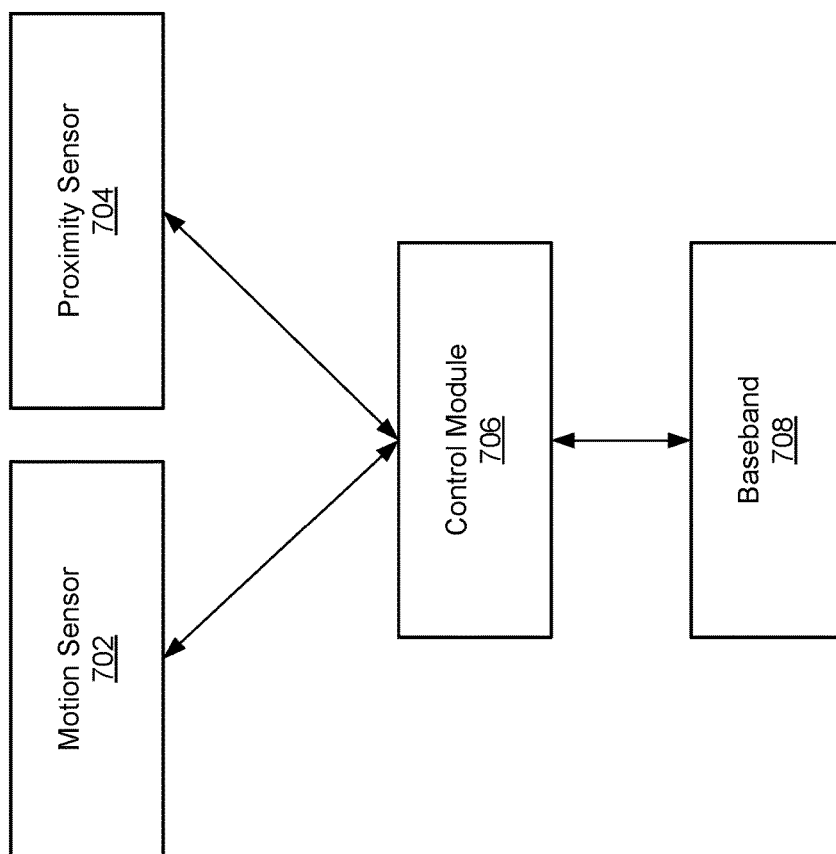 Motion Sensor
702
Proximity Sensor
704
Control Module
706
Baseband
708